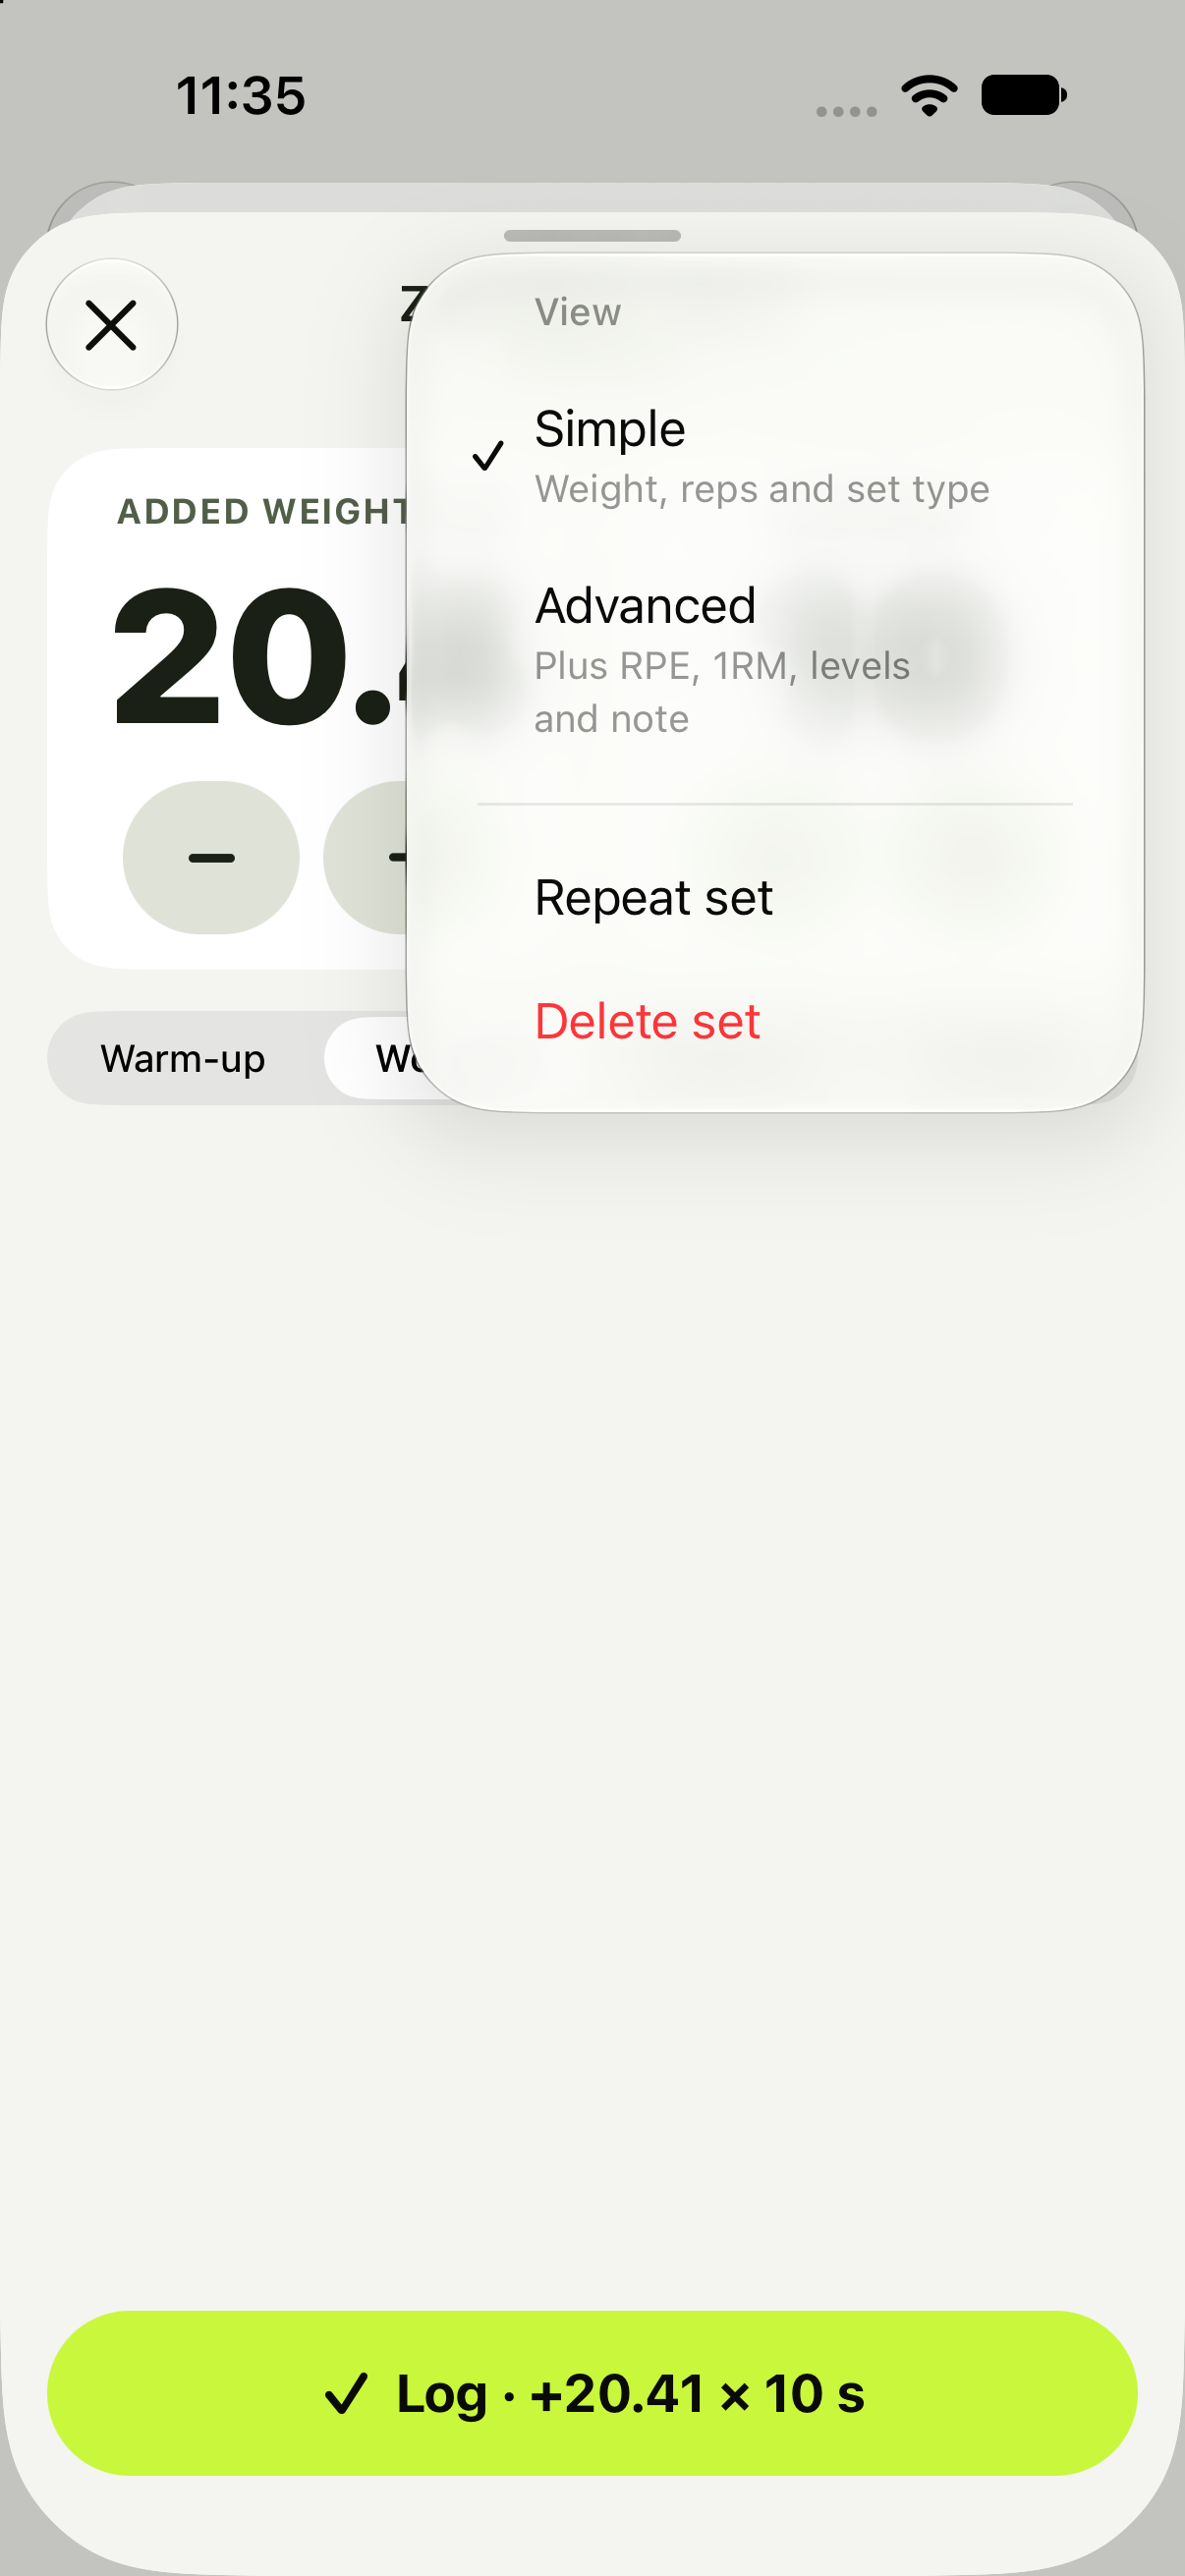 11:35
View
Simple
Weight, reps and set type
Advanced
Plus RPE, 1RM, levels
and note
Repeat set
Delete set
ADDED WEIGHT
20.
Warm-up
Log · +20.41 × 10 s